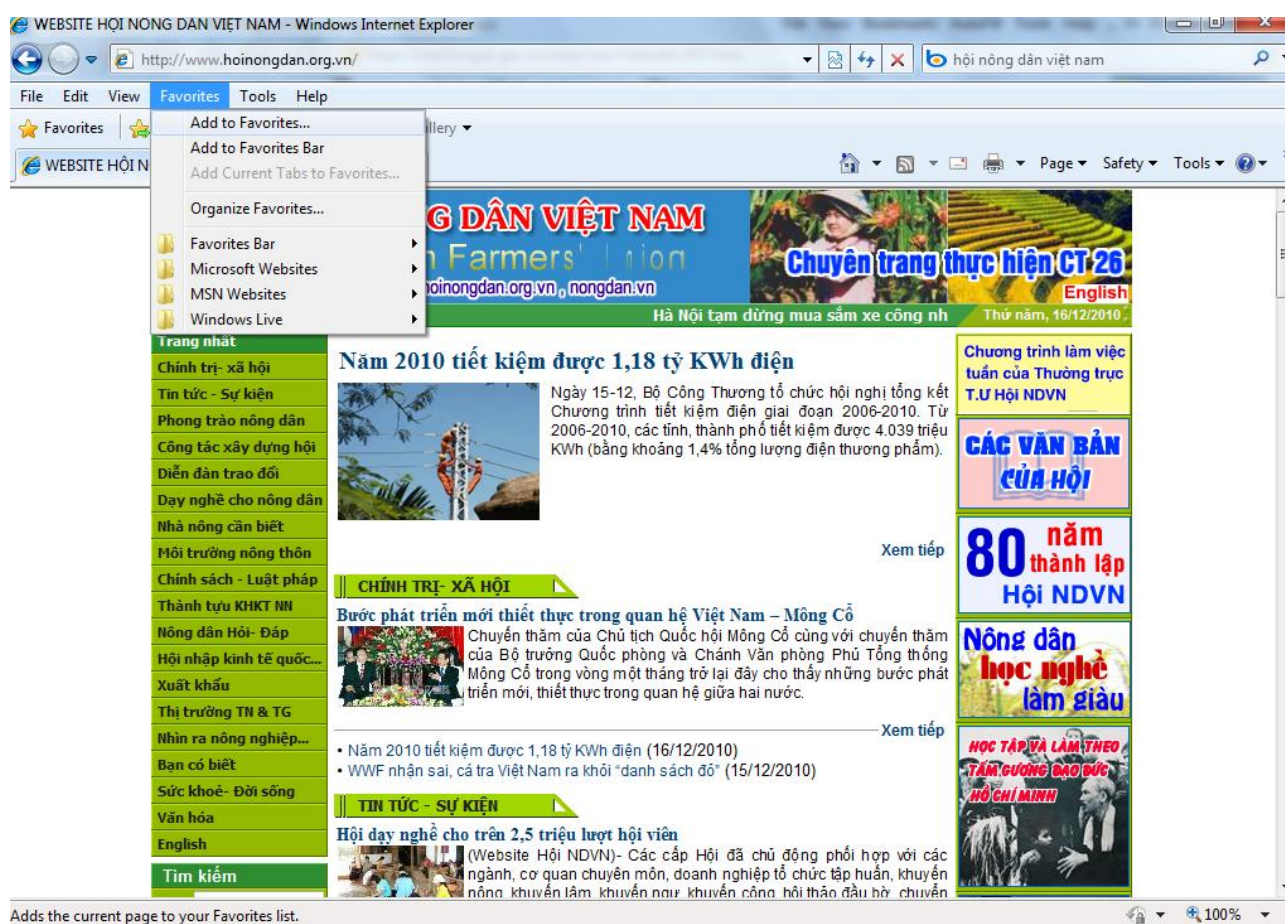 WEBSITE HỘI NÔNG DÂN VIỆT NAM - Windows Internet Explorer
http://www.hoinongdan.org.vn/
hội nông dân việt nam
File Edit View Favorites Tools Help
Favorites
llery
WEBSITE HỘI N
Page Safety Tools
Add to Favorites...
Add to Favorites Bar
Add Current Tabs to Favorites...
Organize Favorites...
Favorites Bar
Microsoft Websites
MSN Websites
Windows Live
G DÂN VIỆT NAM
Farmers' Union
hoinongdan.org.vn , nongdan.vn
Chuyên trang thực hiện CT 26
English
Hà Nội tạm dừng mua sắm xe công nh
Thứ năm, 16/12/2010
Trang nhất
Chính trị- xã hội
Tin tức - Sự kiện
Phong trào nông dân
Công tác xây dựng hội
Diễn đàn trao đổi
Dạy nghề cho nông dân
Nhà nông cần biết
Môi trường nông thôn
Chính sách - Luật pháp
Thành tựu KHKT NN
Nông dân Hỏi- Đáp
Hội nhập kinh tế quốc...
Xuất khẩu
Thị trường TN & TG
Nhìn ra nông nghiệp...
Bạn có biết
Sức khoẻ- Đời sống
Văn hóa
English
Tìm kiếm
Năm 2010 tiết kiệm được 1,18 tỷ KWh điện
Ngày 15-12, Bộ Công Thương tổ chức hội nghị tổng kết
Chương trình tiết kiệm điện giai đoạn 2006-2010. Từ
2006-2010, các tỉnh, thành phố tiết kiệm được 4.039 triệu
KWh (bằng khoảng 1,4% tổng lượng điện thương phẩm).
Xem tiếp
CHÍNH TRỊ- XÃ HỘI
Bước phát triển mới thiết thực trong quan hệ Việt Nam – Mông Cổ
Chuyến thăm của Chủ tịch Quốc hội Mông Cổ cùng với chuyến thăm
của Bộ trưởng Quốc phòng và Chánh Văn phòng Phủ Tổng thống
Mông Cổ trong vòng một tháng trở lại đây cho thấy những bước phát
triển mới, thiết thực trong quan hệ giữa hai nước.
Xem tiếp
• Năm 2010 tiết kiệm được 1,18 tỷ KWh điện (16/12/2010)
• WWF nhận sai, cá tra Việt Nam ra khỏi “danh sách đỏ” (15/12/2010)
TIN TỨC - SỰ KIỆN
Hội dạy nghề cho trên 2,5 triệu lượt hội viên
(Website Hội NDVN)- Các cấp Hội đã chủ động phối hợp với các
ngành, cơ quan chuyên môn, doanh nghiệp tổ chức tập huấn, khuyến
nông, khuyến lâm, khuyến ngư, khuyến công, hội thảo đầu bờ, chuyển
Chương trình làm việc
tuần của Thường trực
T.Ư Hội NDVN
CÁC VĂN BẢN
CỦA HỘI
80 năm
thành lập
Hội NDVN
Nông dân
học nghề
làm giàu
HỌC TẬP VÀ LÀM THEO
TẤM GƯƠNG ĐẠO ĐỨC
HỒ CHÍ MINH
Adds the current page to your Favorites list.
100%